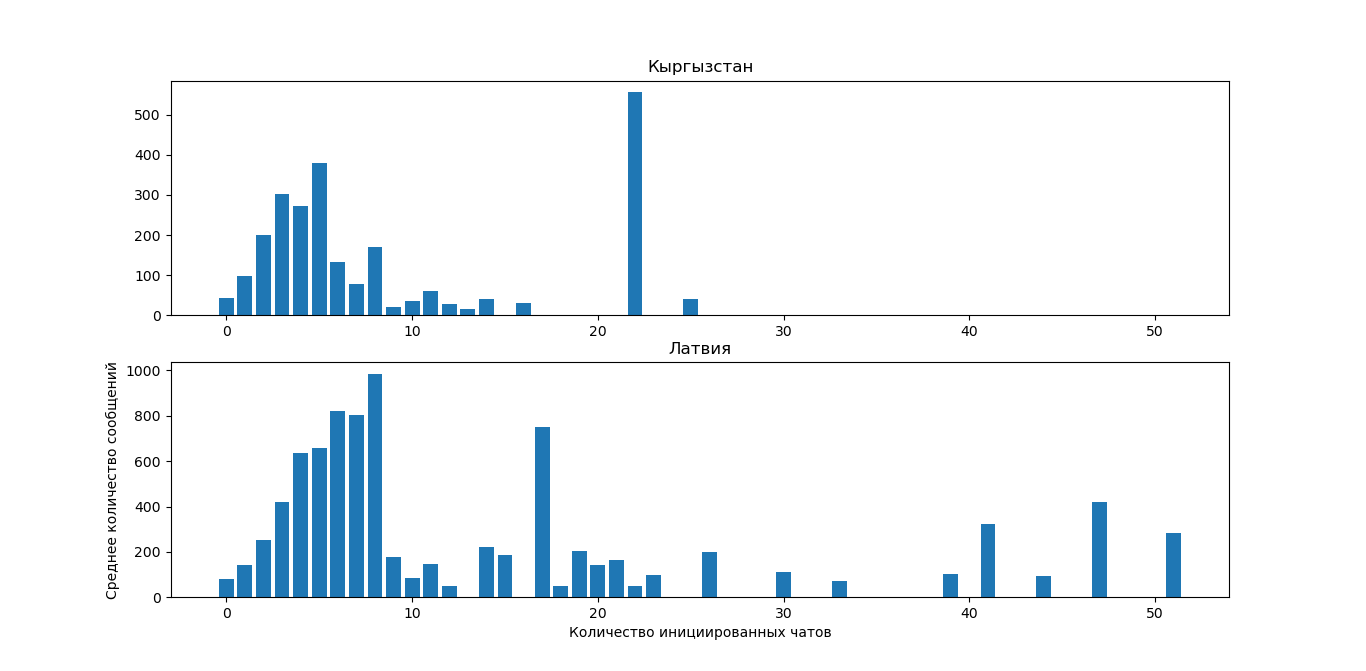 Кыргызстан
500
400
300
200
100
0
0 10 20 30 40 50
Латвия
Среднее количество сообщений
1000
800
600
400
200
0
0 10 20 30 40 50
Количество инициированных чатов